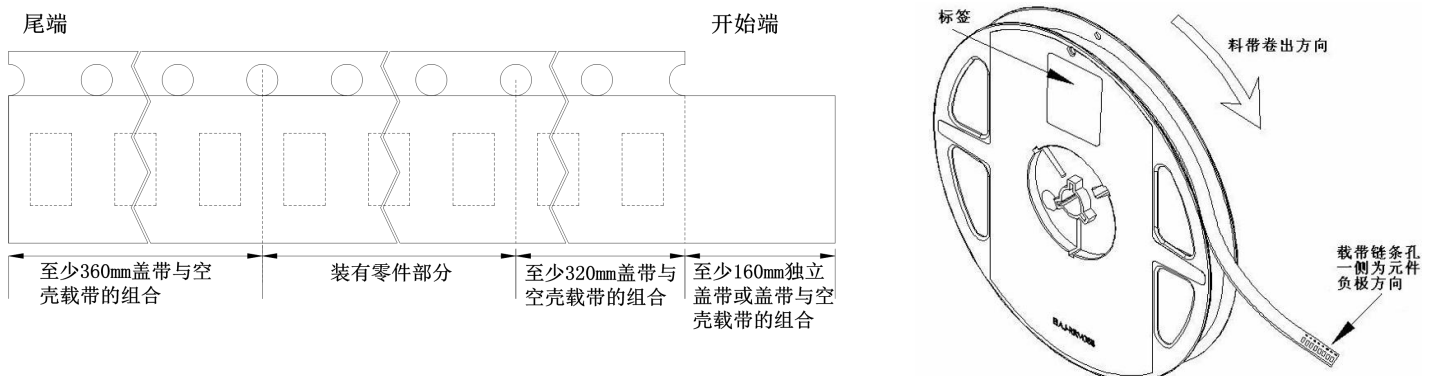 尾端
开始端
至少360mm盖带与空
壳载带的组合
装有零件部分
至少320mm盖带与
空壳载带的组合
至少160mm独立
盖带或盖带与空
壳载带的组合
标签
料带卷出方向
载带链条孔
一侧为元件
负极方向